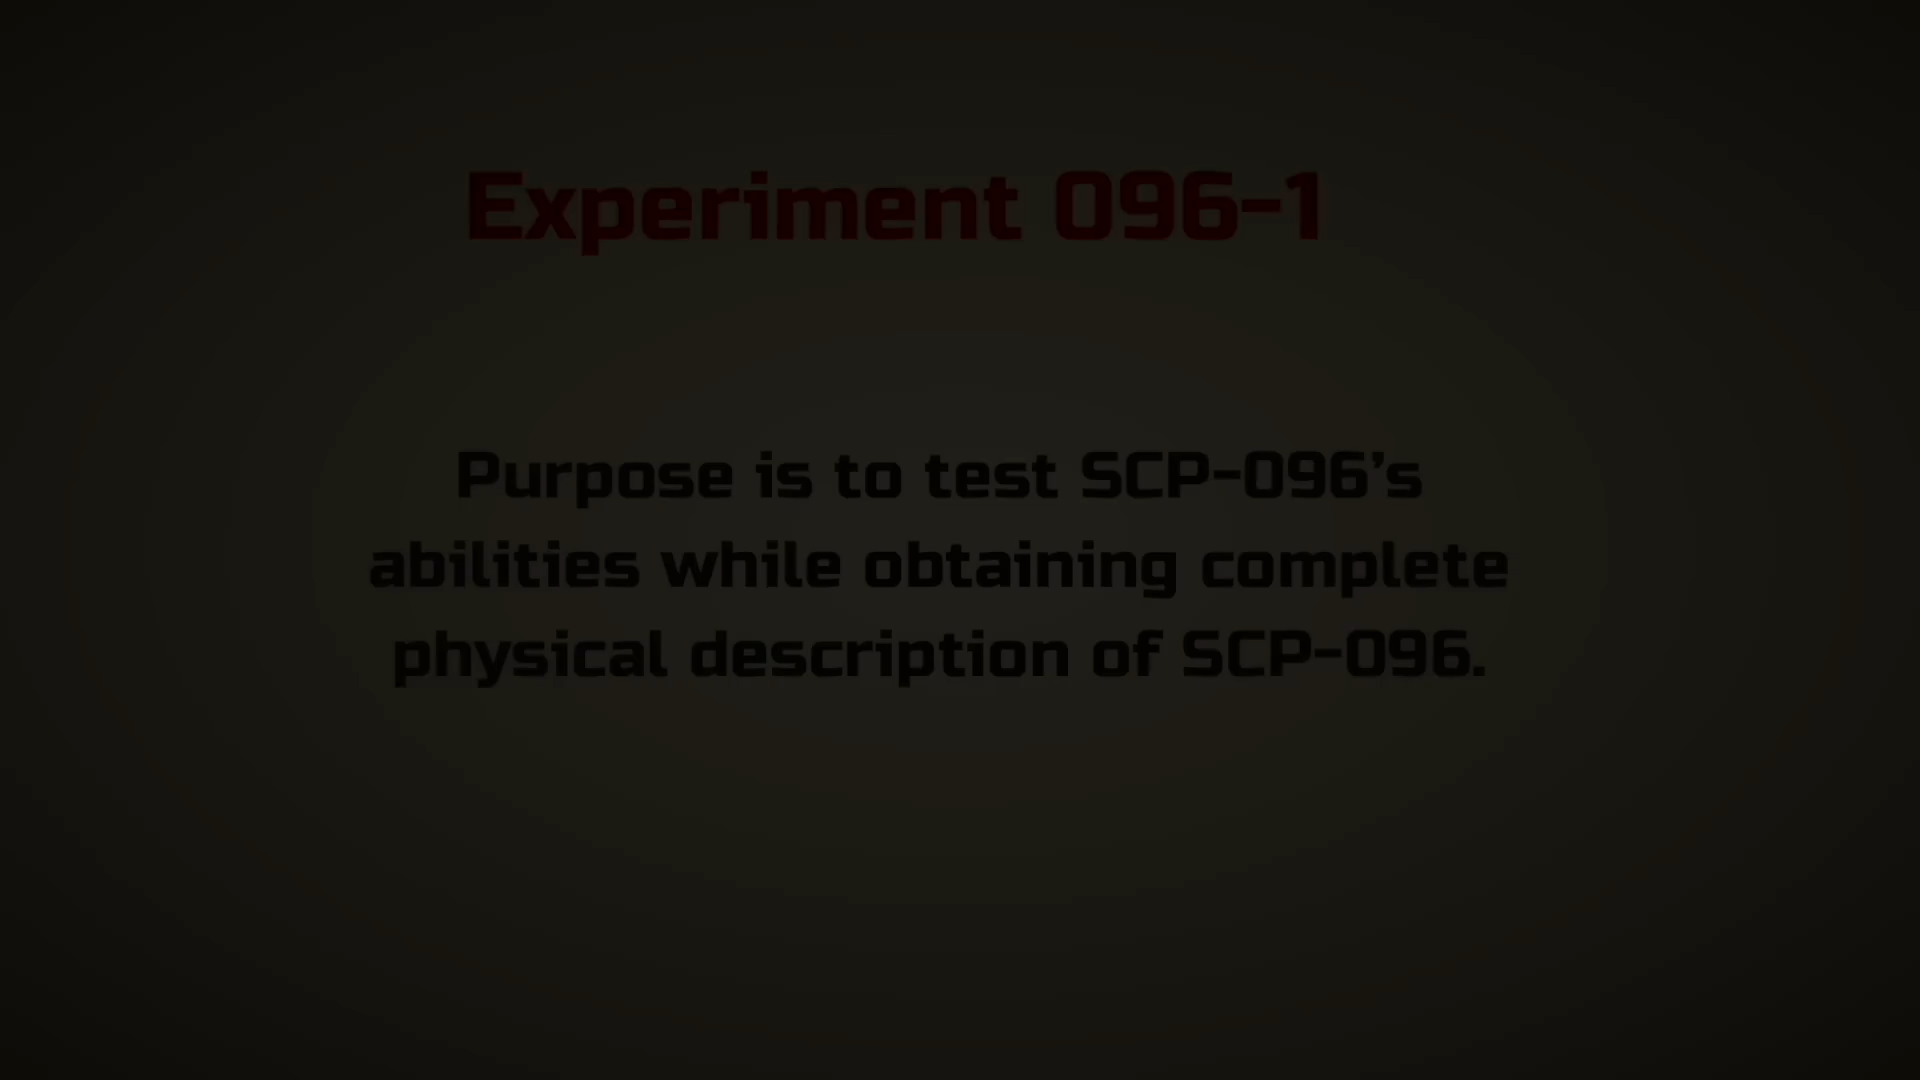 Experiment 096-1
Purpose is to test SCP-096’s
abilities while obtaining complete
physical description of SCP-096.